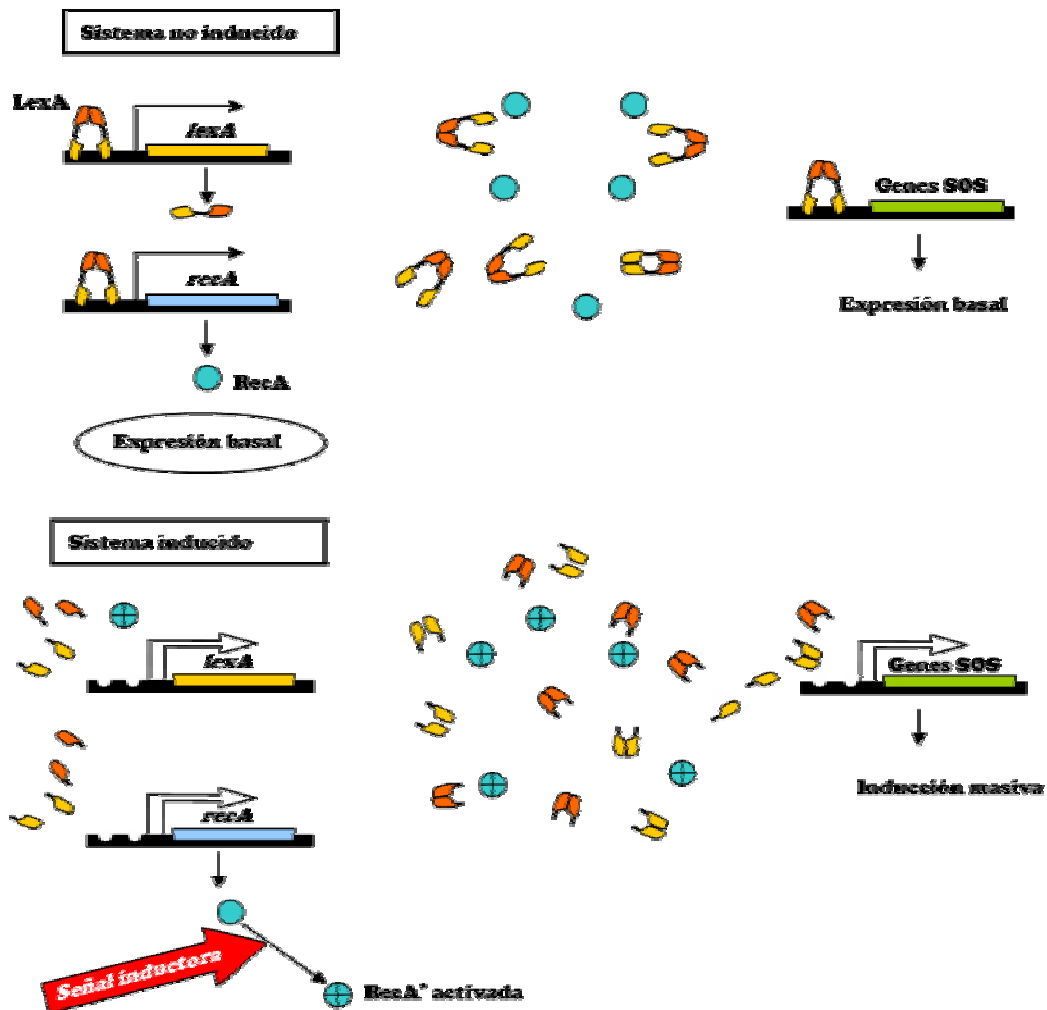 Sistema no inducido
LexA
lexA
recA
RecA
Expresión basal
Genes SOS
Expresión basal
Sistema inducido
lexA
recA
Señal inductora
RecA* activada
Genes SOS
Inducción masiva